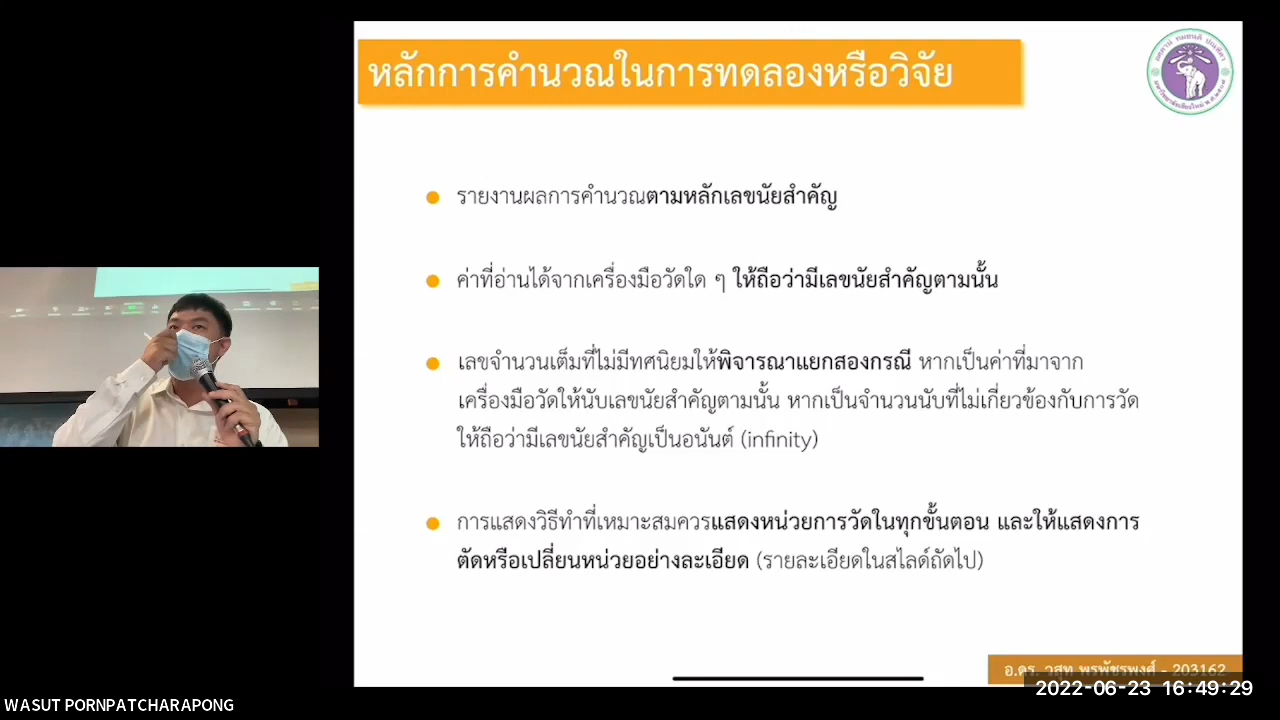 หลักการคำนวณในการทดลองหรือวิจัย
รายงานผลการคำนวณตามหลักเลขนัยสำคัญ
ค่าที่อ่านได้จากเครื่องมือวัดใด ๆ ให้ถือว่ามีเลขนัยสำคัญตามนั้น
เลขจำนวนเต็มที่ไม่มีทศนิยมให้พิจารณาแยกสองกรณี หากเป็นค่าที่มาจาก
เครื่องมือวัดให้นับเลขนัยสำคัญตามนั้น หากเป็นจำนวนนับที่ไม่เกี่ยวข้องกับการวัด
ให้ถือว่ามีเลขนัยสำคัญเป็นอนันต์ (infinity)
การแสดงวิธีทำที่เหมาะสมควรแสดงหน่วยการวัดในทุกขั้นตอน และให้แสดงการ
ตัดหรือเปลี่ยนหน่วยอย่างละเอียด (รายละเอียดในสไลด์ถัดไป)
อ.ดร. วสุท พรพัชรพงศ์ - 203162
2022-06-23 16:49:29
WASUT PORNPATCHARAPONG